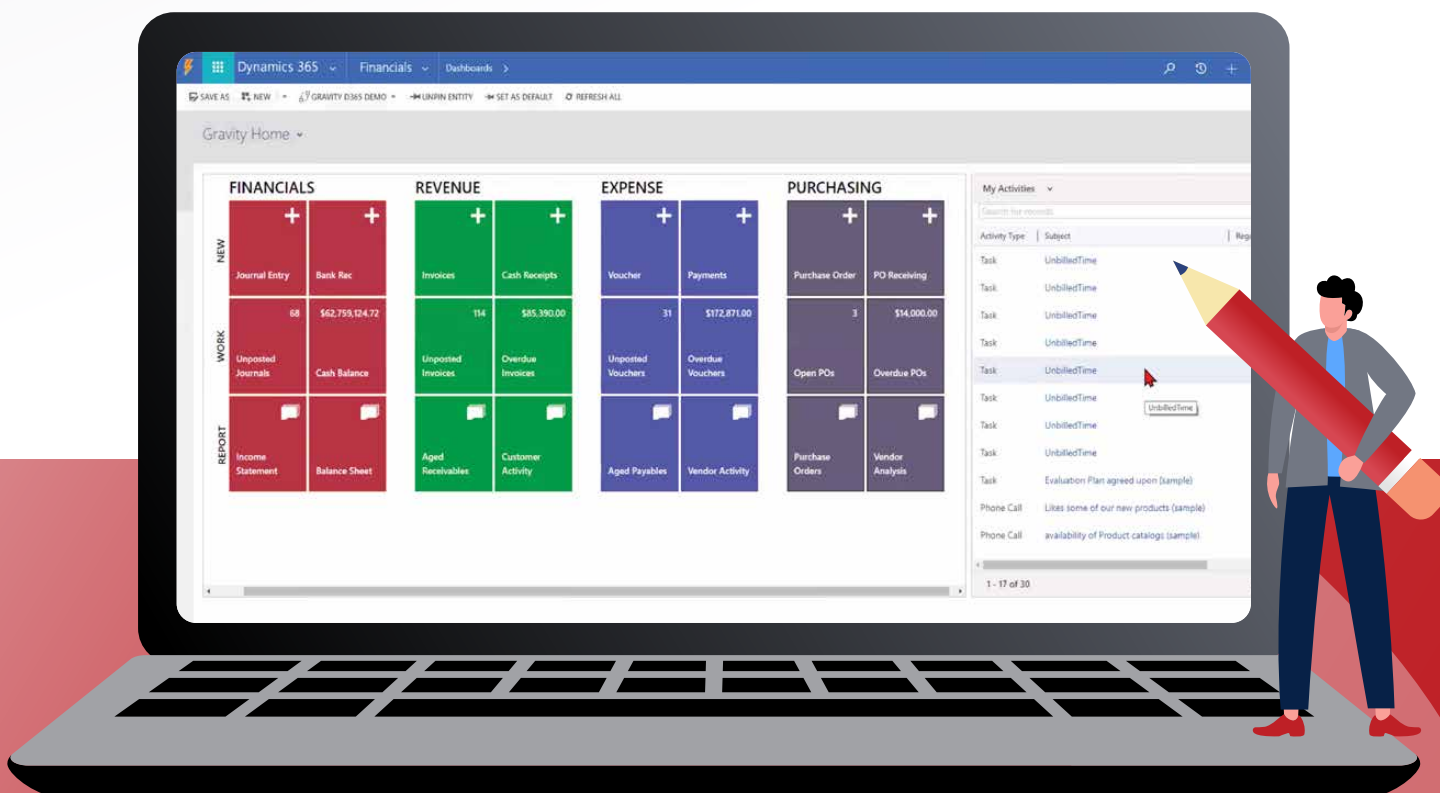 Dynamics 365 Financials Dashboards >
SAVE AS NEW GRAVITY D365 DEMO UNPIN ENTITY SET AS DEFAULT REFRESH ALL
Gravity Home
FINANCIALS REVENUE EXPENSE PURCHASING
NEW
Journal Entry Bank Rec Invoices Cash Receipts Voucher Payments Purchase Order PO Receiving
WORK
68 $62,759,124.72 114 $85,390.00 31 $172,871.00 3 $14,000.00
Unposted Journals Cash Balance Unposted Invoices Overdue Invoices Unposted Vouchers Overdue Vouchers Open POs Overdue POs
REPORT
Income Statement Balance Sheet Aged Receivables Customer Activity Aged Payables Vendor Activity Purchase Orders Vendor Analysis
My Activities
Search for records
Activity Type Subject Rega
Task UnbilledTime
Task UnbilledTime
Task UnbilledTime
Task UnbilledTime
Task UnbilledTime
Task UnbilledTime
UnbilledTime
Task UnbilledTime
Task UnbilledTime
Task Evaluation Plan agreed upon (sample)
Phone Call Likes some of our new products (sample)
Phone Call availability of Product catalogs (sample)
1 - 17 of 30